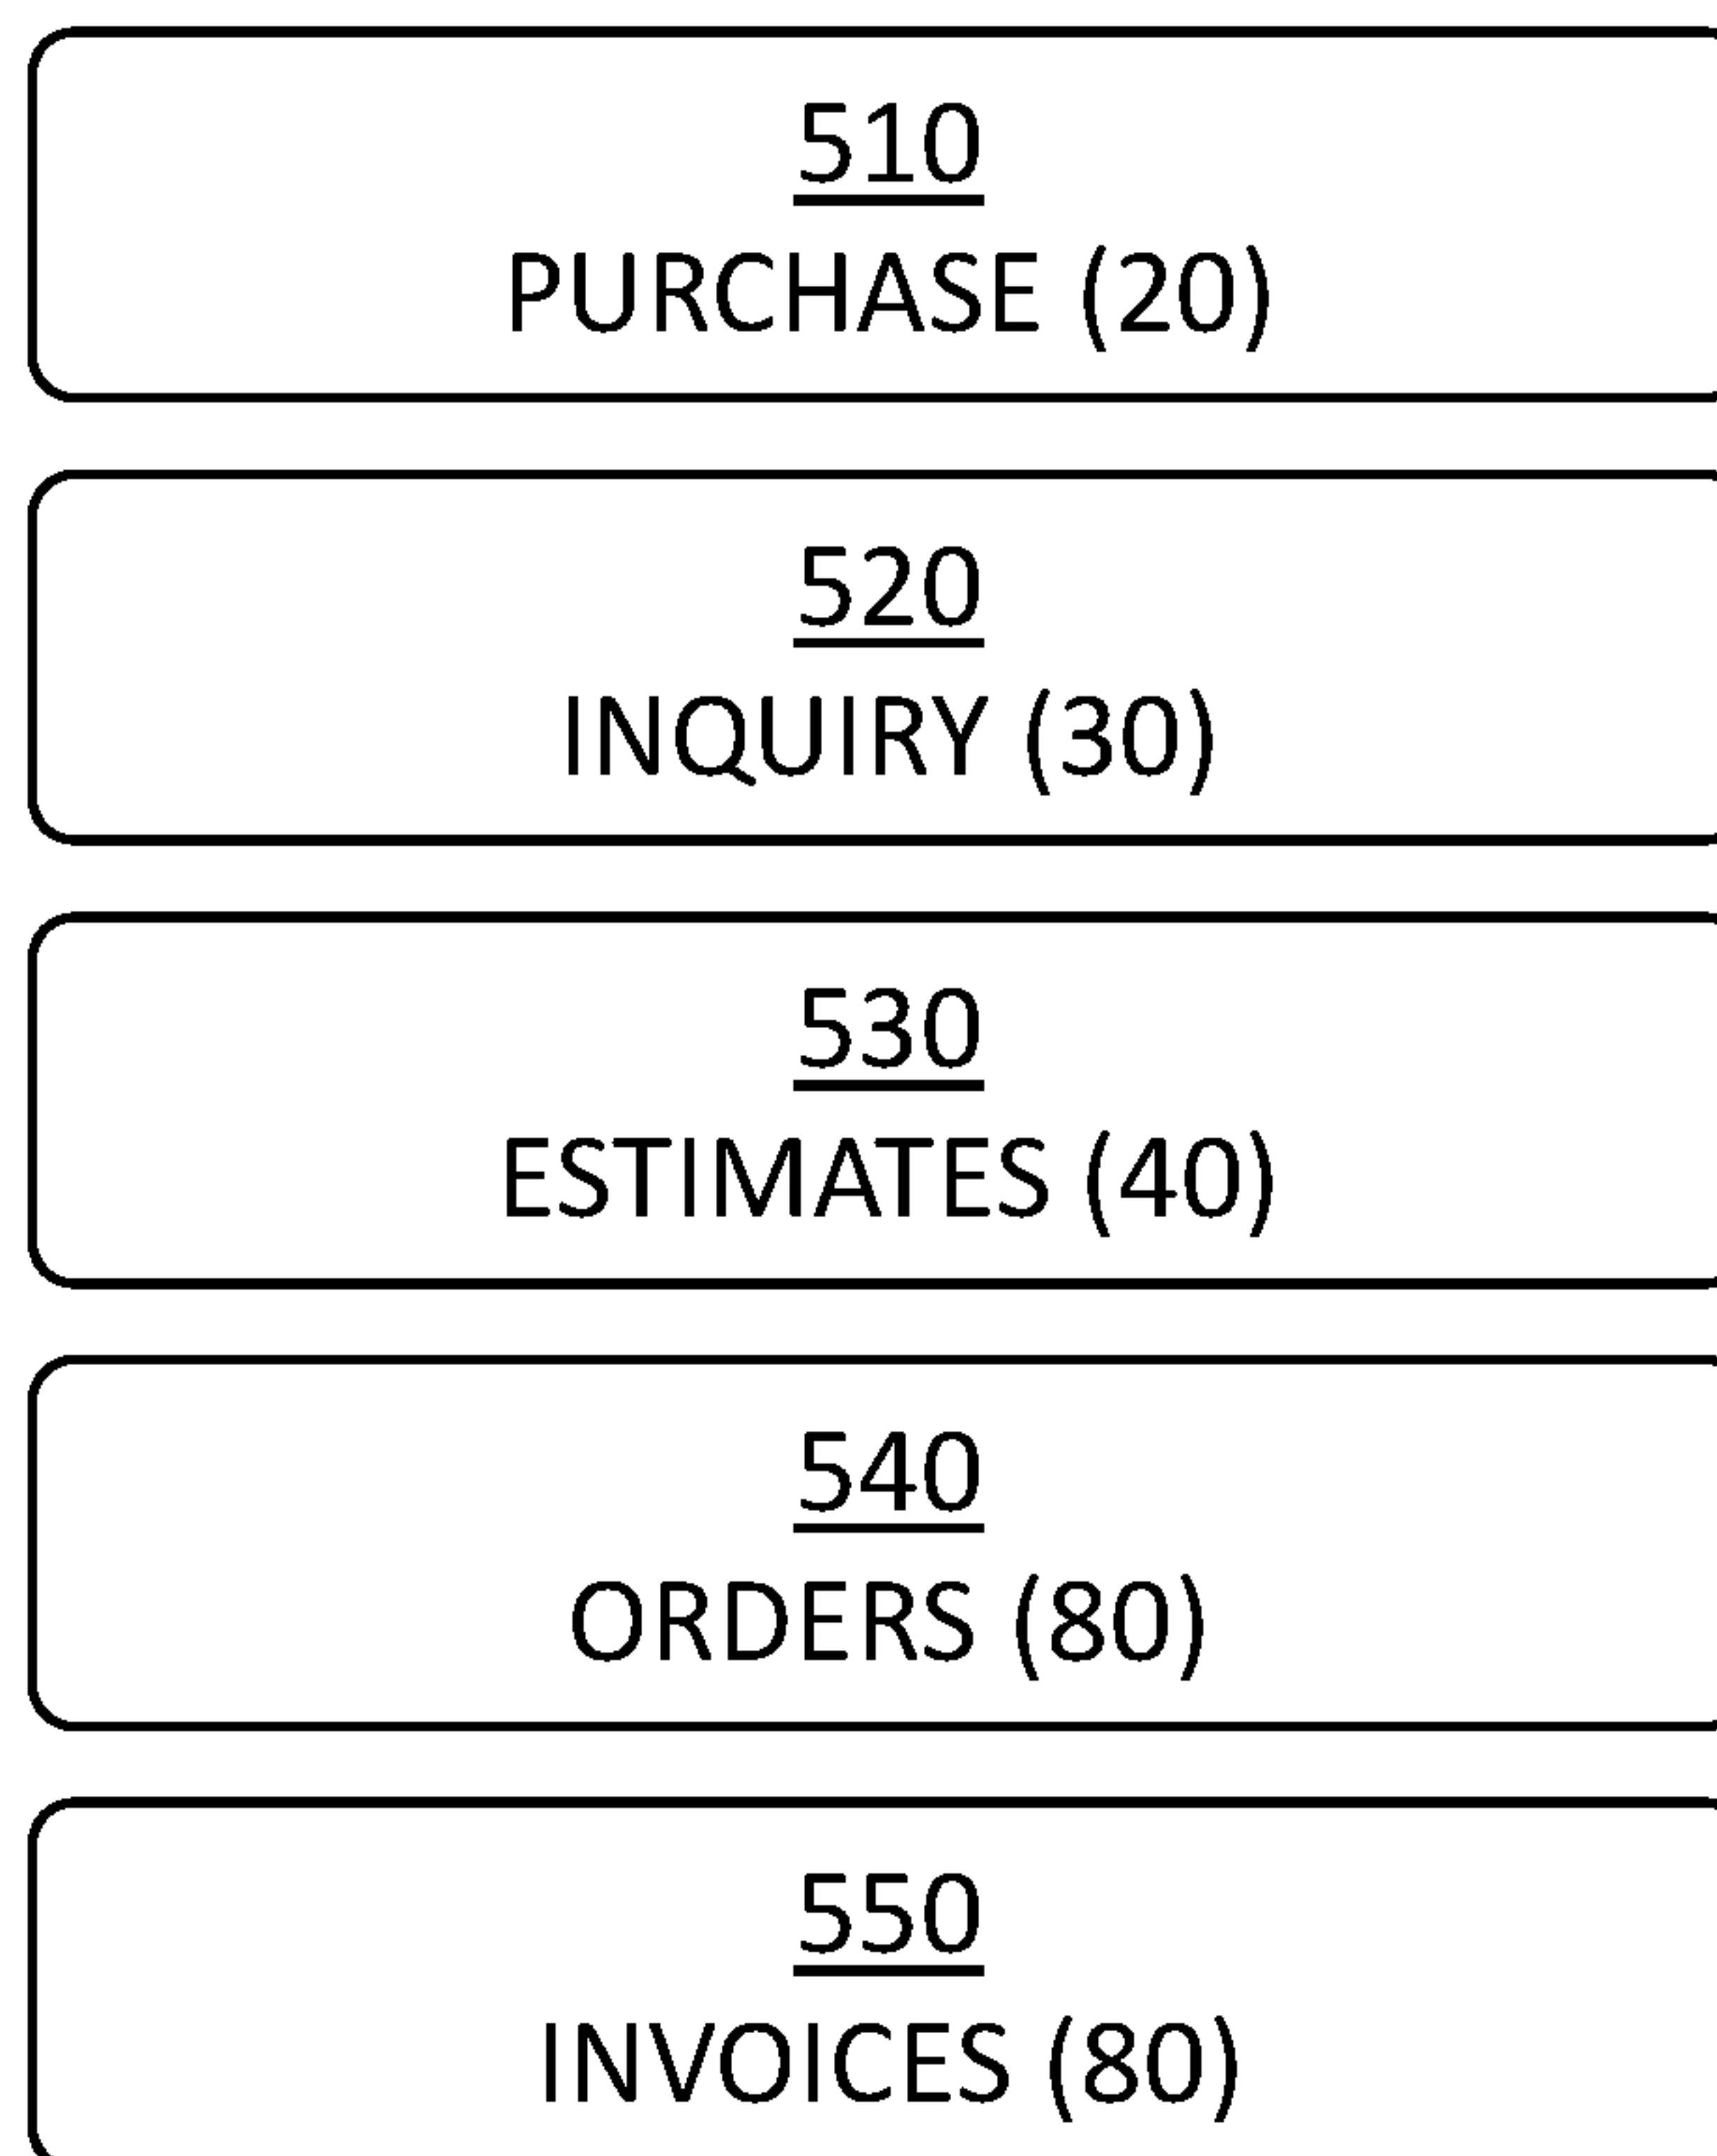 510
PURCHASE (20)
520
INQUIRY (30)
530
ESTIMATES (40)
540
ORDERS (80)
550
INVOICES (80)